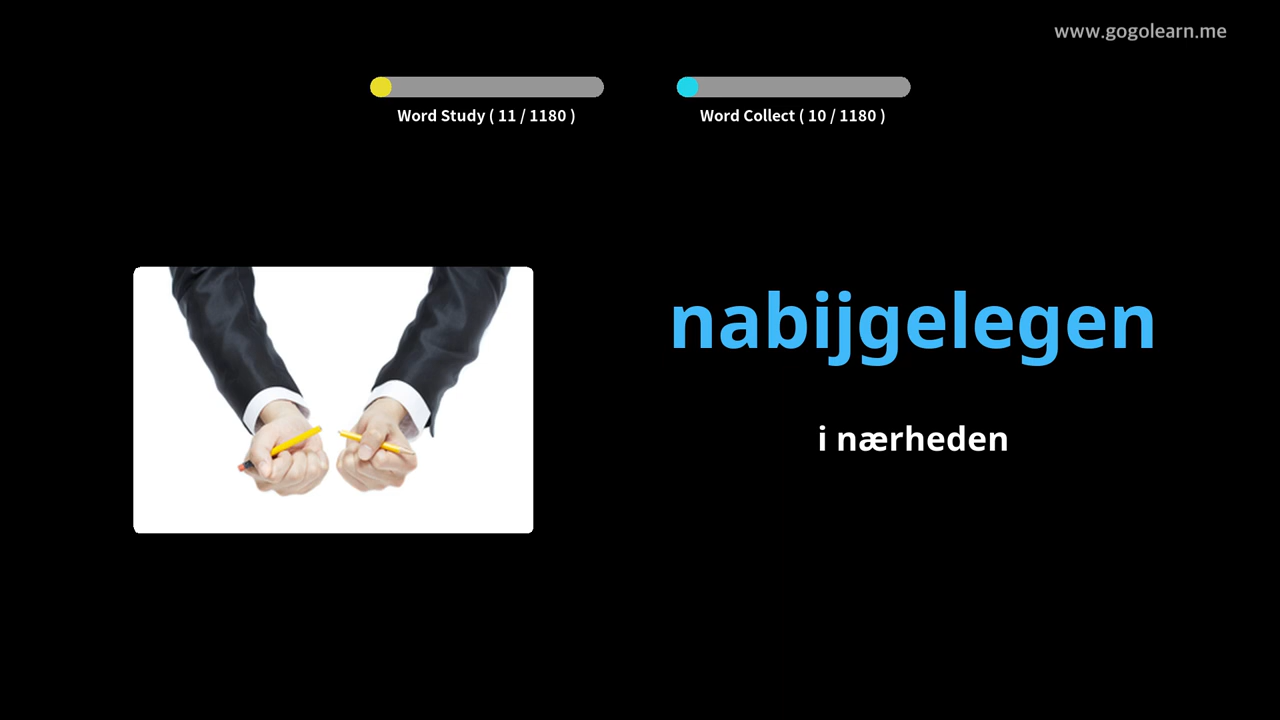 www.gogolearn.me
Word Study ( 11 / 1180 )
Word Collect ( 10 / 1180 )
nabijgelegen
i nærheden